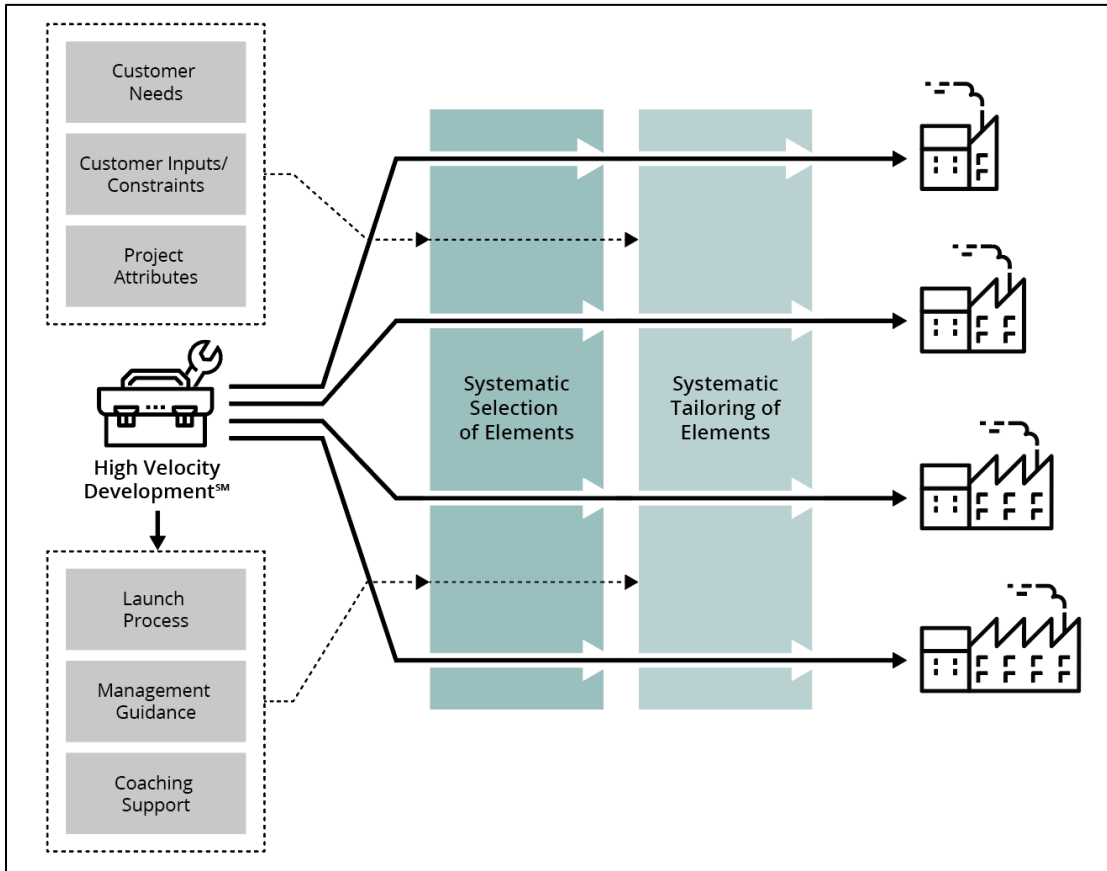 Customer
Needs
Customer Inputs/
Constraints
Project
Attributes
High Velocity
Development℠
Launch
Process
Management
Guidance
Coaching
Support
Systematic
Selection
of Elements
Systematic
Tailoring of
Elements